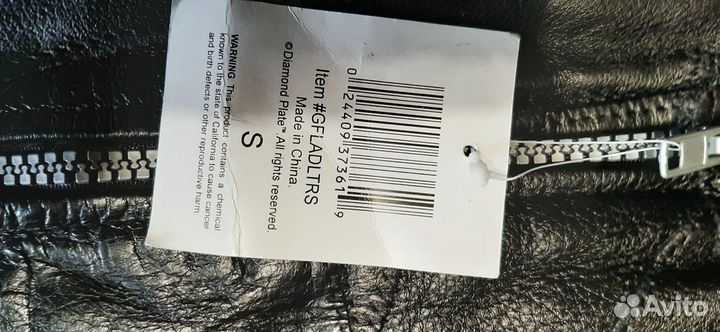 0 24409 37361 9
Item #GFLADLTRS
Made in China.
©Diamond Plate™ All rights reserved.
S
WARNING This product contains a chemical
known to the state of California to cause cancer
and birth defects or other reproductive harm.
Avito